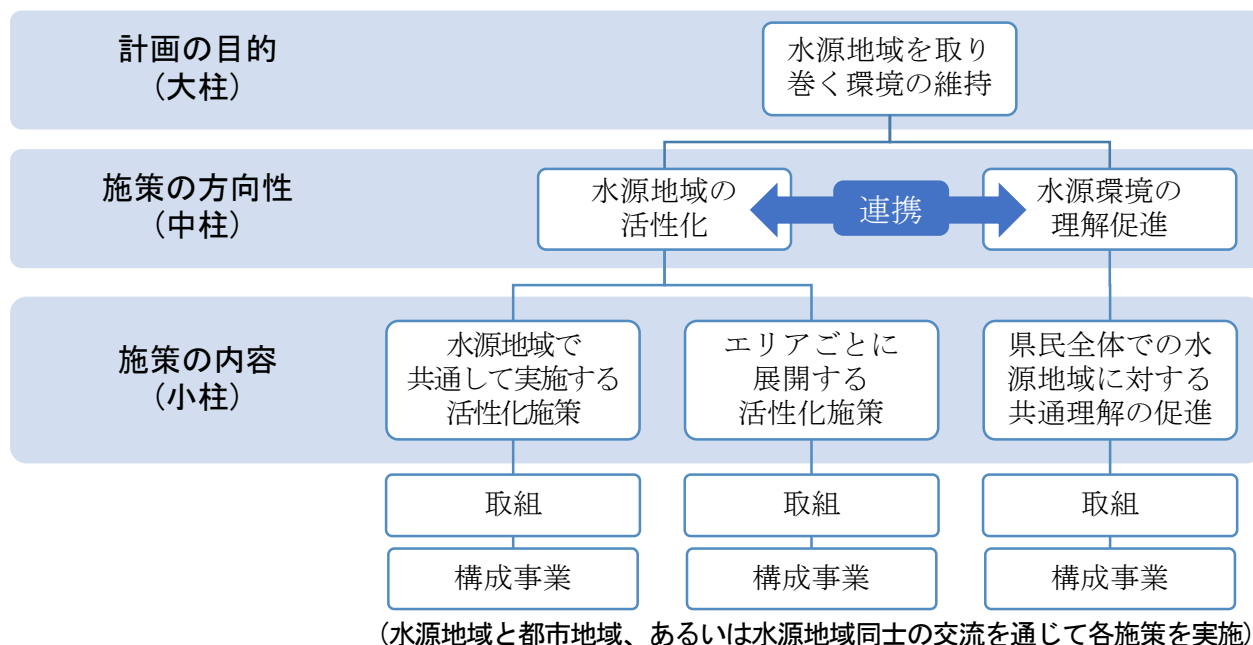 計画の目的
(大柱)
水源地域を取り
巻く環境の維持
施策の方向性
(中柱)
水源地域の
活性化
連携
水源環境の
理解促進
施策の内容
(小柱)
水源地域で
共通して実施する
活性化施策
エリアごとに
展開する
活性化施策
県民全体での水
源地域に対する
共通理解の促進
取組
取組
取組
構成事業
構成事業
構成事業
(水源地域と都市地域、あるいは水源地域同士の交流を通じて各施策を実施)